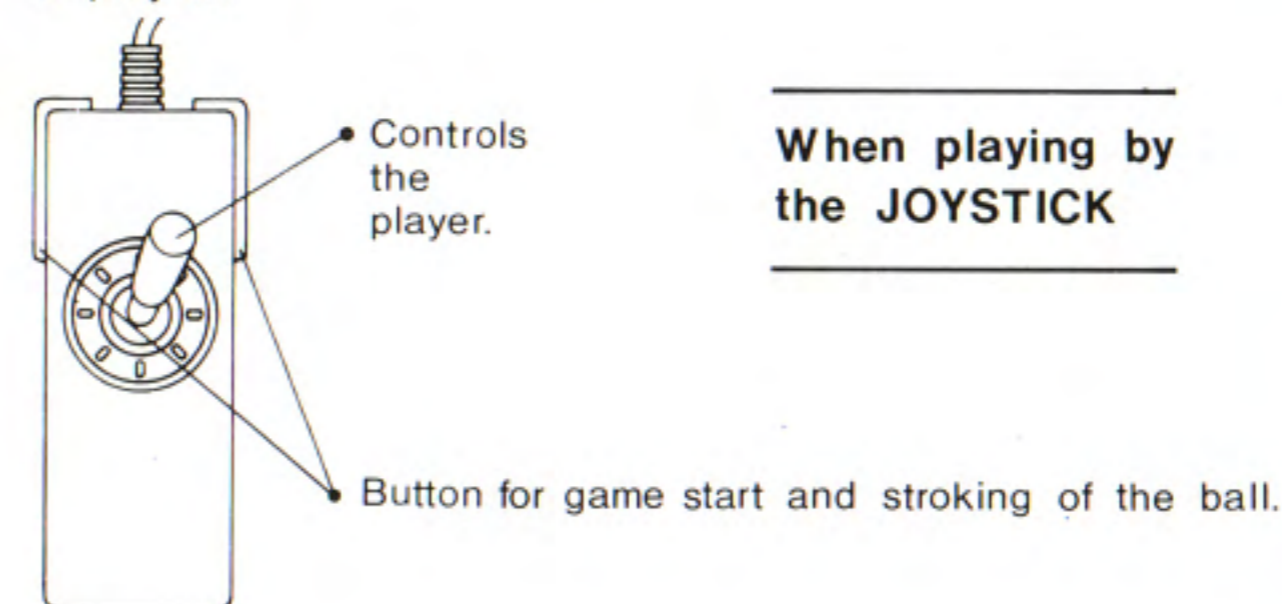 Controls
the
player.
When playing by
the JOYSTICK
Button for game start and stroking of the ball.